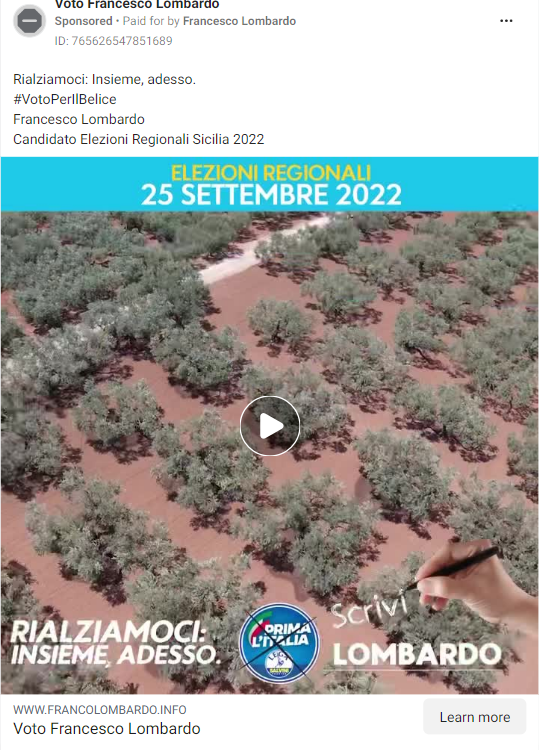 Voto Francesco Lombardo
Sponsored • Paid for by Francesco Lombardo
ID: 765626547851689
Rialziamoci: Insieme, adesso.
#VotoPerIlBelice
Francesco Lombardo
Candidato Elezioni Regionali Sicilia 2022
ELEZIONI REGIONALI
25 SETTEMBRE 2022
RIALZIAMOCI:
INSIEME, ADESSO.
PRIMA
L'ITALIA
LEGA
SALVINI
Scrivi
LOMBARDO
WWW.FRANCOLOMBARDO.INFO
Voto Francesco Lombardo
Learn more